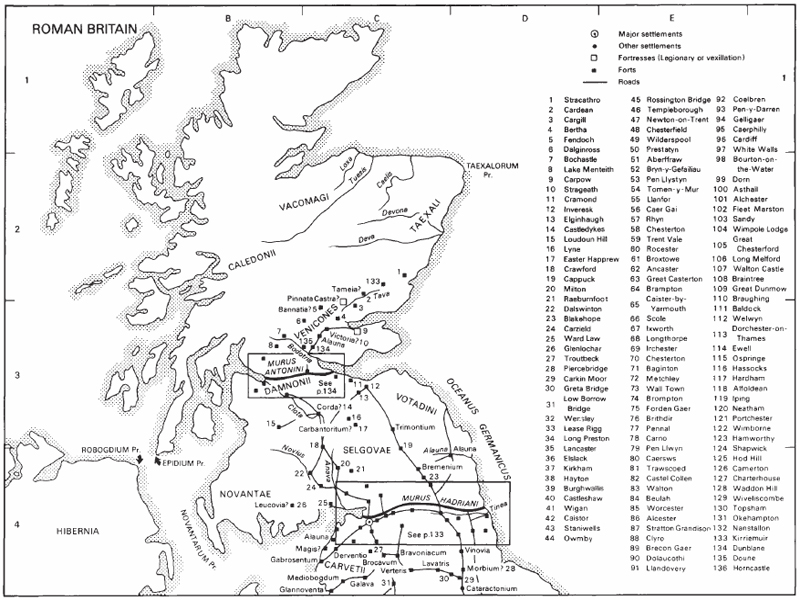 ROMAN BRITAIN
B
C
D
E
1
2
3
4
1
Major settlements
Other settlements
Fortresses (Legionary or vexillation)
Forts
Roads
1 Stracathro
2 Cardean
3 Cargill
4 Bertha
5 Fendoch
6 Dalginross
7 Bochastle
8 Lake Menteith
9 Carpow
10 Strageath
11 Cramond
12 Inveresk
13 Elginhaugh
14 Castledykes
15 Loudoun Hill
16 Lyne
17 Easter Happrew
18 Crawford
19 Cappuck
20 Milton
21 Raeburnfoot
22 Dalswinton
23 Blakehope
24 Carzield
25 Ward Law
26 Glenlochar
27 Troutbeck
28 Piercebridge
29 Carkin Moor
30 Greta Bridge
31 Low Borrow
Bridge
32 Wensley
33 Lease Rigg
34 Long Preston
35 Lancaster
36 Elslack
37 Kirkham
38 Hayton
39 Burghwallis
40 Castleshaw
41 Wigan
42 Caistor
43 Staniwells
44 Owmby
45 Rossington Bridge
46 Templeborough
47 Newton-on-Trent
48 Chesterfield
49 Wilderspool
50 Prestatyn
51 Aberffraw
52 Bryn-y-Gefailiau
53 Pen Llystyn
54 Tomen-y-Mur
55 Llanfor
56 Caer Gai
57 Rhyn
58 Chesterton
59 Trent Vale
60 Rocester
61 Broxtowe
62 Ancaster
63 Great Casterton
64 Brampton
65 Caister-by-
Yarmouth
66 Scole
67 Ixworth
68 Longthorpe
69 Irchester
70 Chesterton
71 Baginton
72 Metchley
73 Wall Town
74 Brompton
75 Forden Gaer
76 Brithdir
77 Pennal
78 Carno
79 Pen Llwyn
80 Caersws
81 Trawscoed
82 Castell Collen
83 Walton
84 Beulah
85 Worcester
86 Alcester
87 Stratton Grandison
88 Clyro
89 Brecon Gaer
90 Dolaucothi
91 Llandovery
92 Coelbren
93 Pen-y-Darren
94 Gelligaer
95 Caerphilly
96 Cardiff
97 White Walls
98 Bourton-on-
the-Water
99 Dorn
100 Asthall
101 Alchester
102 Fleet Marston
103 Sandy
104 Wimpole Lodge
105 Great
Chesterford
106 Long Melford
107 Walton Castle
108 Braintree
109 Great Dunmow
110 Braughing
111 Baldock
112 Welwyn
113 Dorchester-on-
Thames
114 Ewell
115 Ospringe
116 Hassocks
117 Hardham
118 Alfoldean
119 Iping
120 Neatham
121 Portchester
122 Wimborne
123 Hamworthy
124 Shapwick
125 Hod Hill
126 Camerton
127 Charterhouse
128 Waddon Hill
129 Wiveliscombe
130 Topsham
131 Okehampton
132 Nanstallon
133 Kirriemuir
134 Dunblane
135 Doune
136 Horncastle
TAEXALORUM
Pr.
Loxa
Tuesis
Caelis
VACOMAGI
Devona
TAEXALI
Deva
CALEDONII
Tameia?
133
1
Pinnata Castra?
2
Tava
Bannatia?
5
3
6
4
VENICONES
7
9
Victoria?
10
8
135
134
Alauna
Bodotria
MURUS
ANTONINI
DAMNONII
See
p.134
11
12
13
VOTADINI
OCEANUS
GERMANICUS
Clota
Corda?
14
16
15
Carbantoritum?
17
Trimontium
ROBOGDIUM Pr.
EPIDIUM Pr.
Novius
18
SELGOVAE
19
Alauna
Alauna
20
21
Anava
22
Bremenium
23
24
NOVANTAE
MURUS
HADRIANI
Leucovia?
26
25
Tinea
HIBERNIA
NOVANTARUM Pr.
See p.133
Alauna
27
Magis?
Derventio
Bravoniacum
Vinovia
Gabrosentum
Brocavum
CARVETII
Verteris
Lavatris
Morbium?
28
Mediobogdum
Galava
30
29
Glannoventa
31
Cataractonium